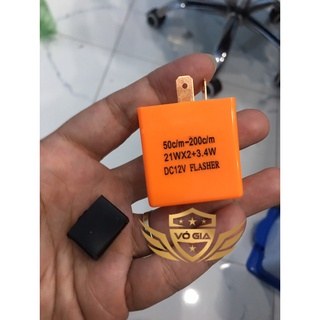 50c/m-200c/m
21WX2+3.4W
DC12V FLASHER
VÕ GIA